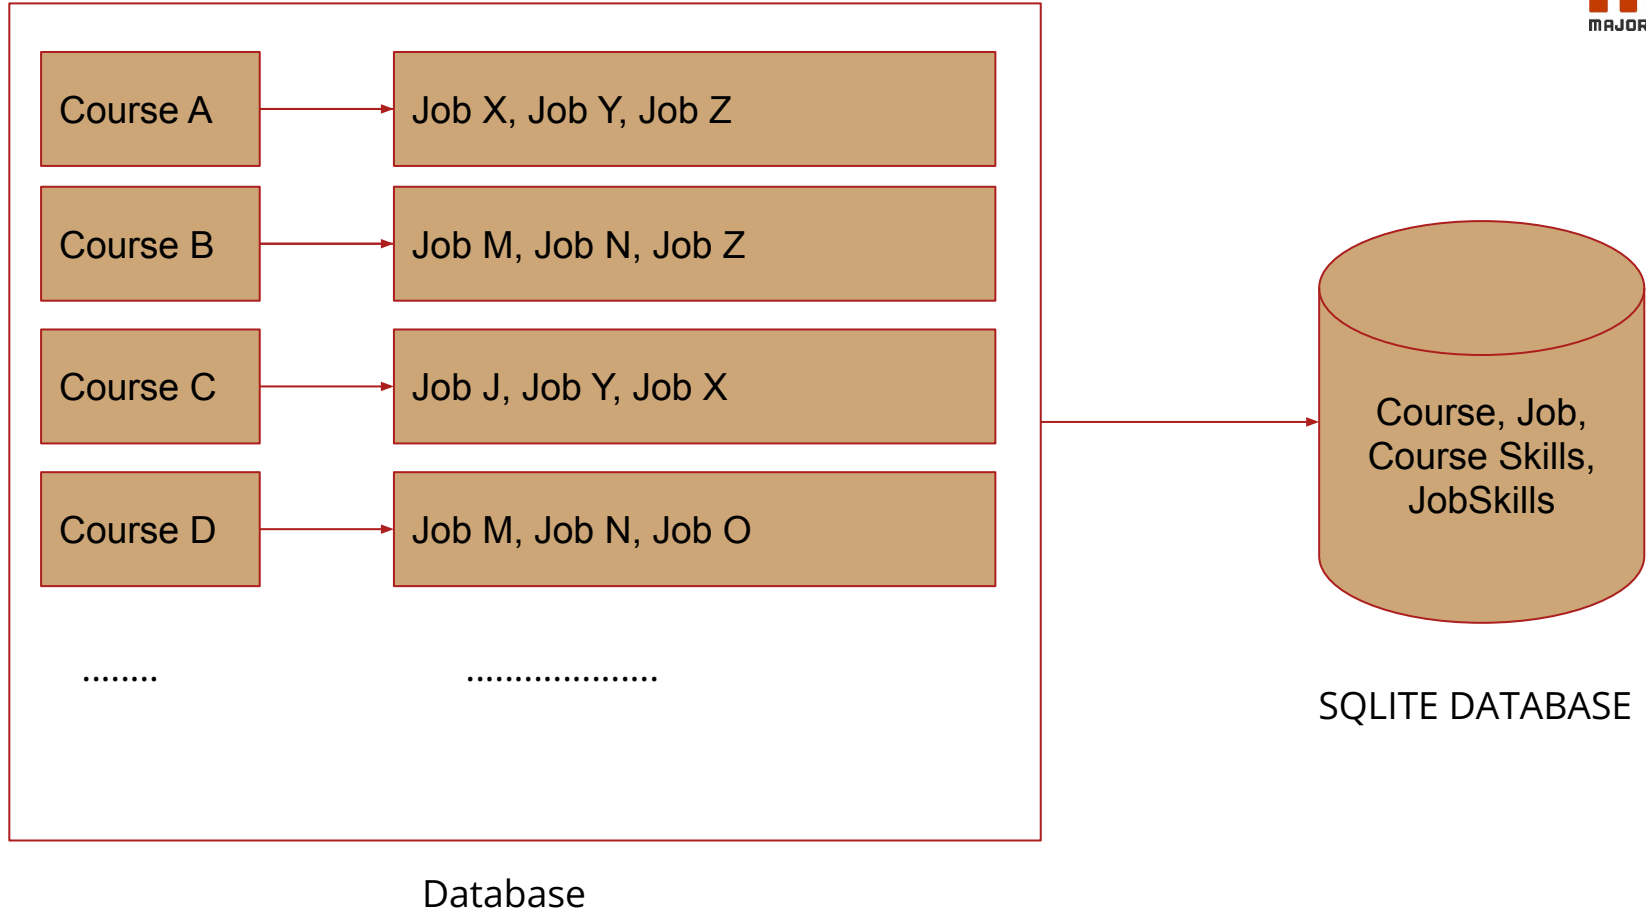 MAJOR
Course A
Job X, Job Y, Job Z
Course B
Job M, Job N, Job Z
Course C
Job J, Job Y, Job X
Course D
Job M, Job N, Job O
........ ....................
Database
Course, Job,
Course Skills,
JobSkills
SQLITE DATABASE